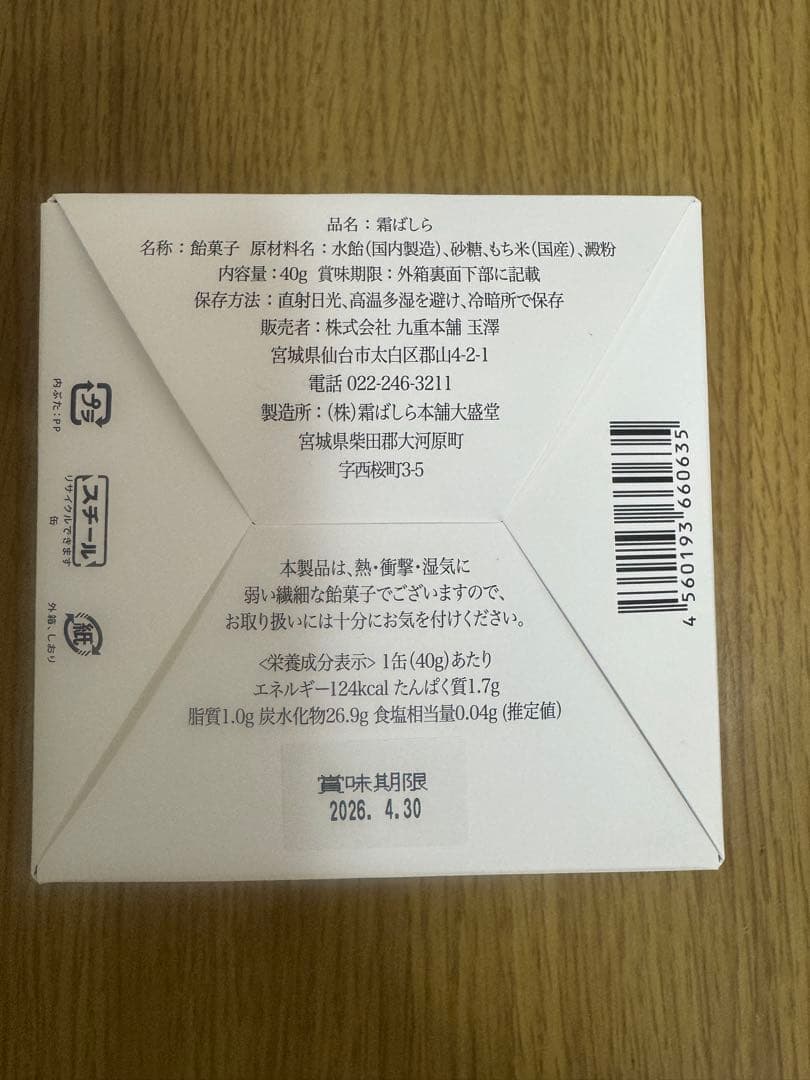 品名：霜ばしら
名称：飴菓子 原材料名：水飴(国内製造)、砂糖、もち米(国産)、澱粉
内容量：40g 賞味期限：外箱裏面下部に記載
保存方法：直射日光、高温多湿を避け、冷暗所で保存
販売者：株式会社 九重本舗 玉澤
宮城県仙台市太白区郡山4-2-1
電話 022-246-3211
製造所：(株)霜ばしら本舗大盛堂
宮城県柴田郡大河原町
字西桜町3-5
本製品は、熱・衝撃・湿気に
弱い繊細な飴菓子でございますので、
お取り扱いには十分にお気を付けください。
<栄養成分表示> 1缶(40g)あたり
エネルギー124kcal たんぱく質1.7g
脂質1.0g 炭水化物26.9g 食塩相当量0.04g (推定値)
賞味期限
2026. 4.30
プラ
内ぶた：PP
スチール
リサイクルできます
缶
紙
外箱、しおり
4 560193 660635